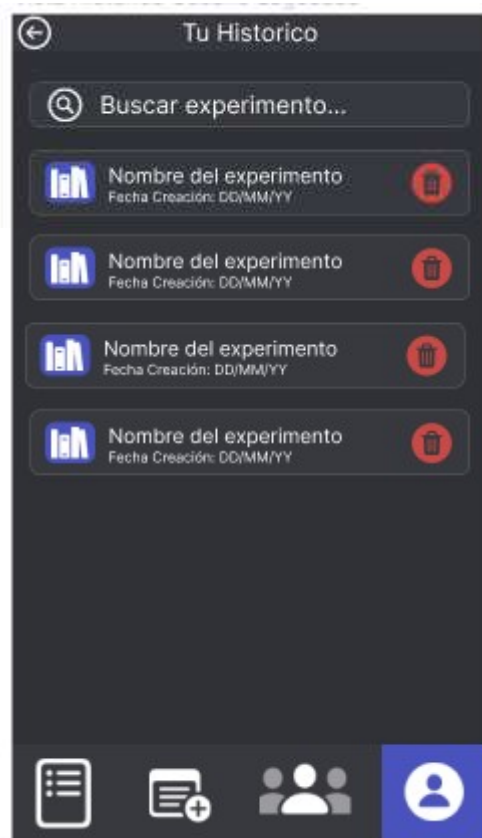 Tu Historico
Buscar experimento...
Nombre del experimento
Fecha Creación: DD/MM/YY
Nombre del experimento
Fecha Creación: DD/MM/YY
Nombre del experimento
Fecha Creación: DD/MM/YY
Nombre del experimento
Fecha Creación: DD/MM/YY